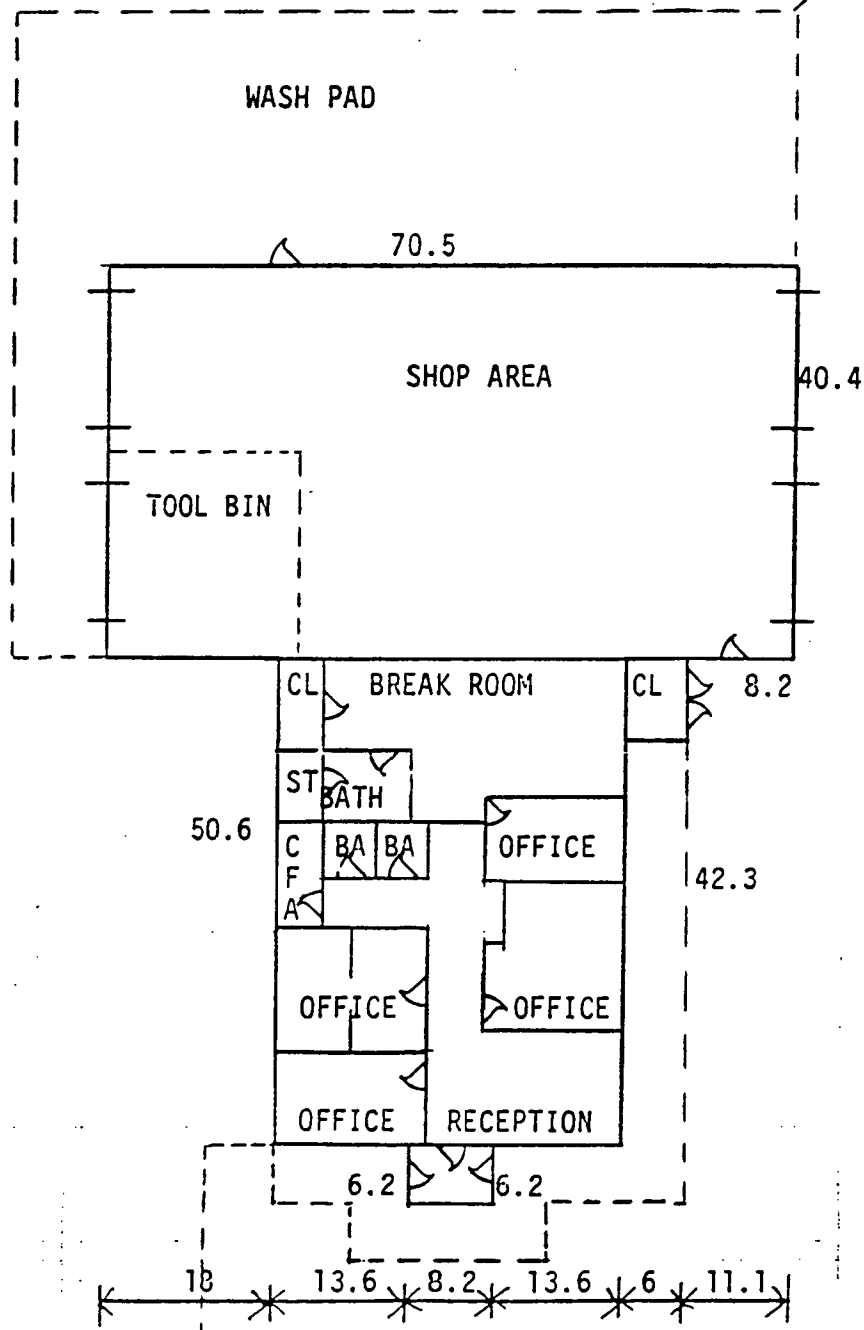 WASH PAD
70.5
SHOP AREA
40.4
TOOL BIN
CL BREAK ROOM CL 8.2
ST BATH
50.6 C F A BA BA OFFICE
42.3
OFFICE OFFICE
OFFICE RECEPTION
6.2 6.2
18 13.6 8.2 13.6 6 11.1